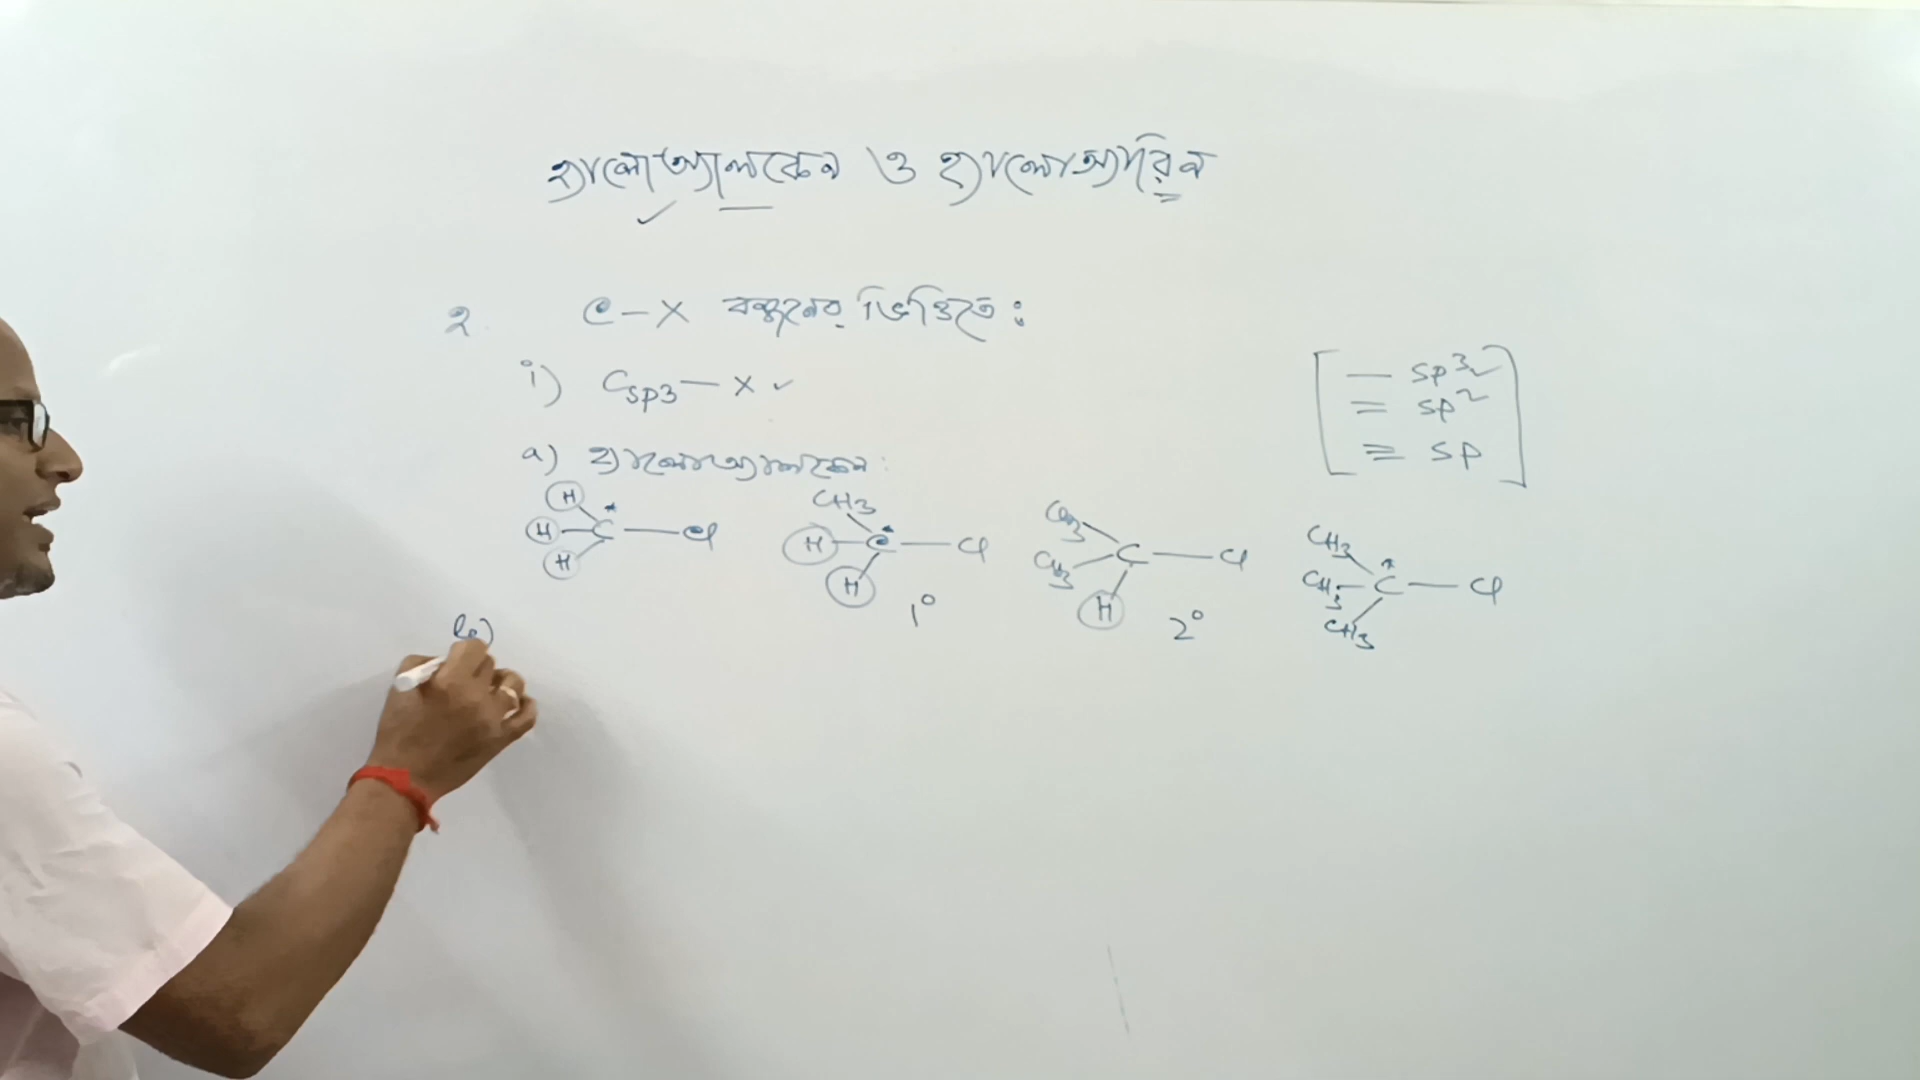 হ্যালোঅ্যালকেন ও হ্যালোঅ্যারিন
২ C-X বন্ধনের ভিত্তিতে:
i) Csp3 — X ✓
[— sp3
= sp2
≡ sp]
a) হ্যালোঅ্যালকেন:
H CH3 CH3 CH3
H — C* — Cl H — C* — Cl CH3 — C — Cl CH3 — C* — Cl
H H 1° H 2° CH3
b)